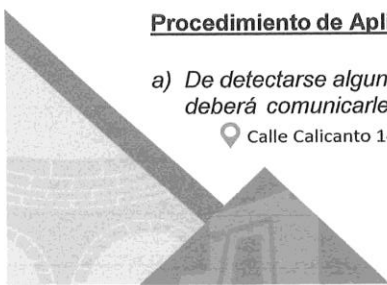 Procedimiento de Apl
a) De detectarse algun
deberá comunicarle
Calle Calicanto 1